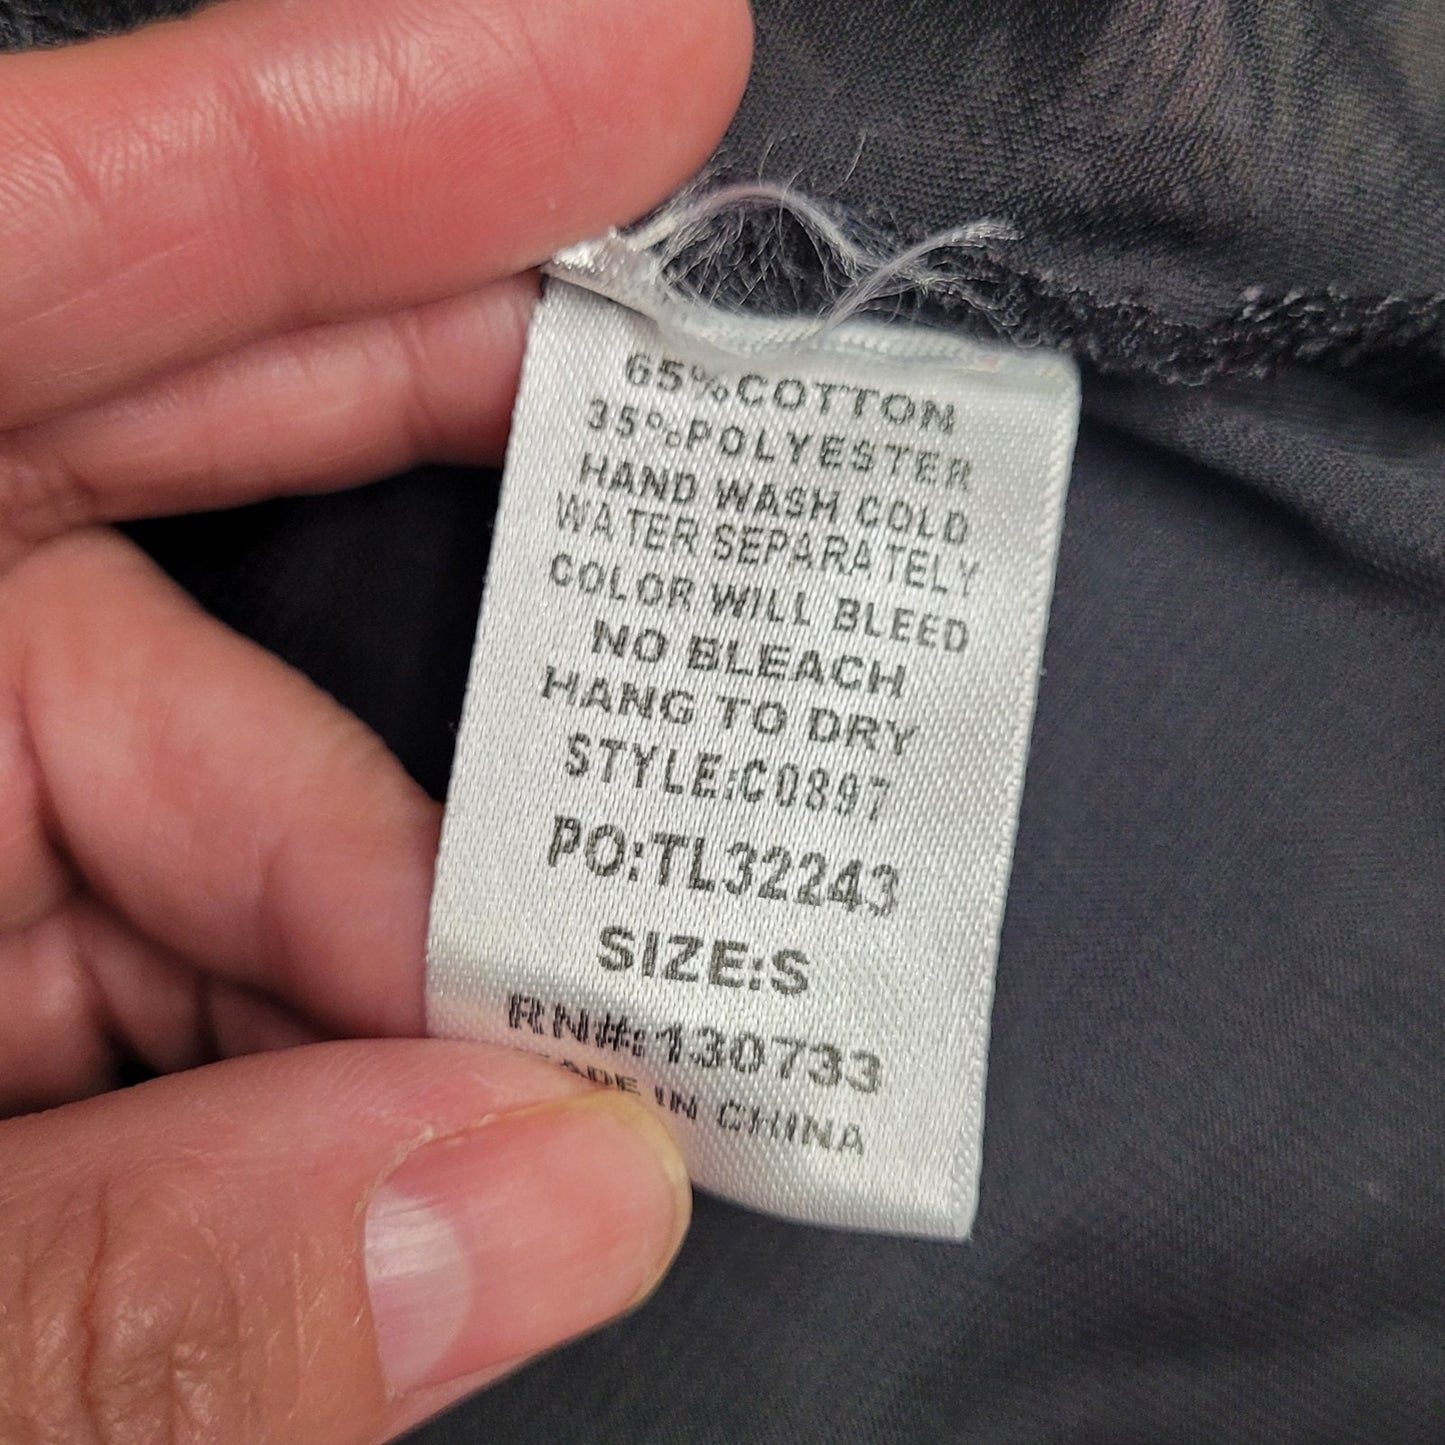 65%COTTON
35%POLYESTER
HAND WASH COLD
WATER SEPARATELY
COLOR WILL BLEED
NO BLEACH
HANG TO DRY
STYLE:C0897
PO:TL32243
SIZE:S
RN#:130733
MADE IN CHINA